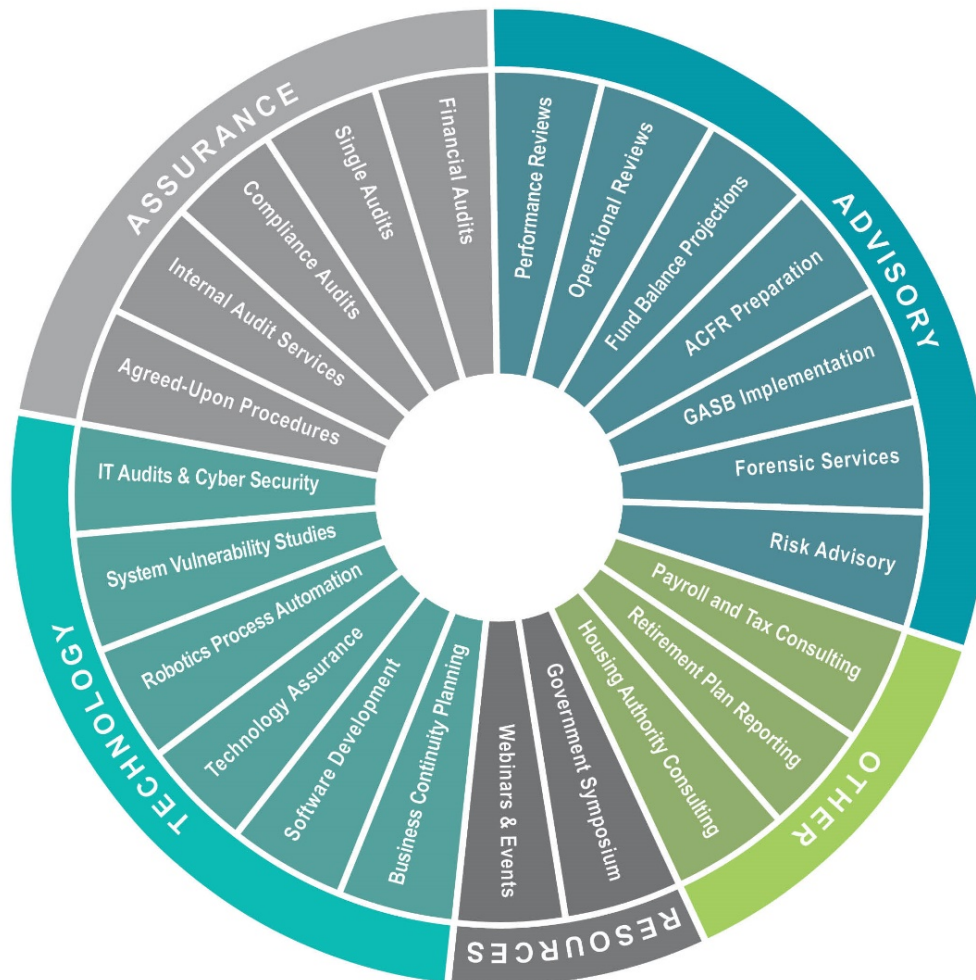 ASSURANCE
Agreed-Upon Procedures
Internal Audit Services
Compliance Audits
Single Audits
Financial Audits
ADVISORY
Performance Reviews
Operational Reviews
Fund Balance Projections
ACFR Preparation
GASB Implementation
Forensic Services
Risk Advisory
OTHER
Payroll and Tax Consulting
Retirement Plan Reporting
Housing Authority Consulting
RESOURCES
Government Symposium
Webinars & Events
TECHNOLOGY
Business Continuity Planning
Software Development
Technology Assurance
Robotics Process Automation
System Vulnerability Studies
IT Audits & Cyber Security